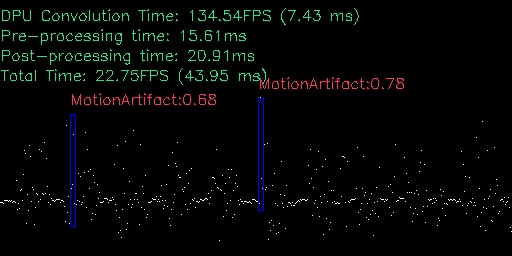 DPU Convolution Time: 134.54FPS (7.43 ms)
Pre-processing time: 15.61ms
Post-processing time: 20.91ms
Total Time: 22.75FPS (43.95 ms)
MotionArtifact:0.78
MotionArtifact:0.68